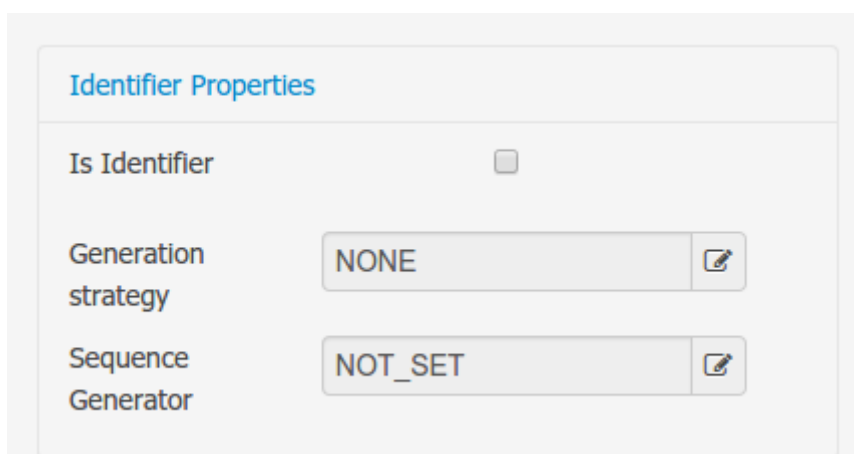 Identifier Properties
Is Identifier
Generation
strategy
NONE
Sequence
Generator
NOT_SET